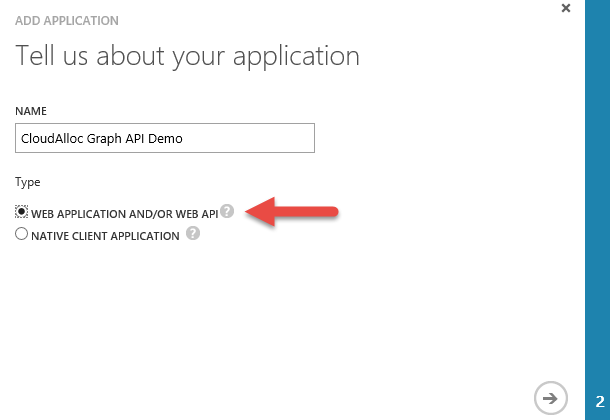 ADD APPLICATION
Tell us about your application
NAME
CloudAlloc Graph API Demo
Type
WEB APPLICATION AND/OR WEB API ?
NATIVE CLIENT APPLICATION ?
2